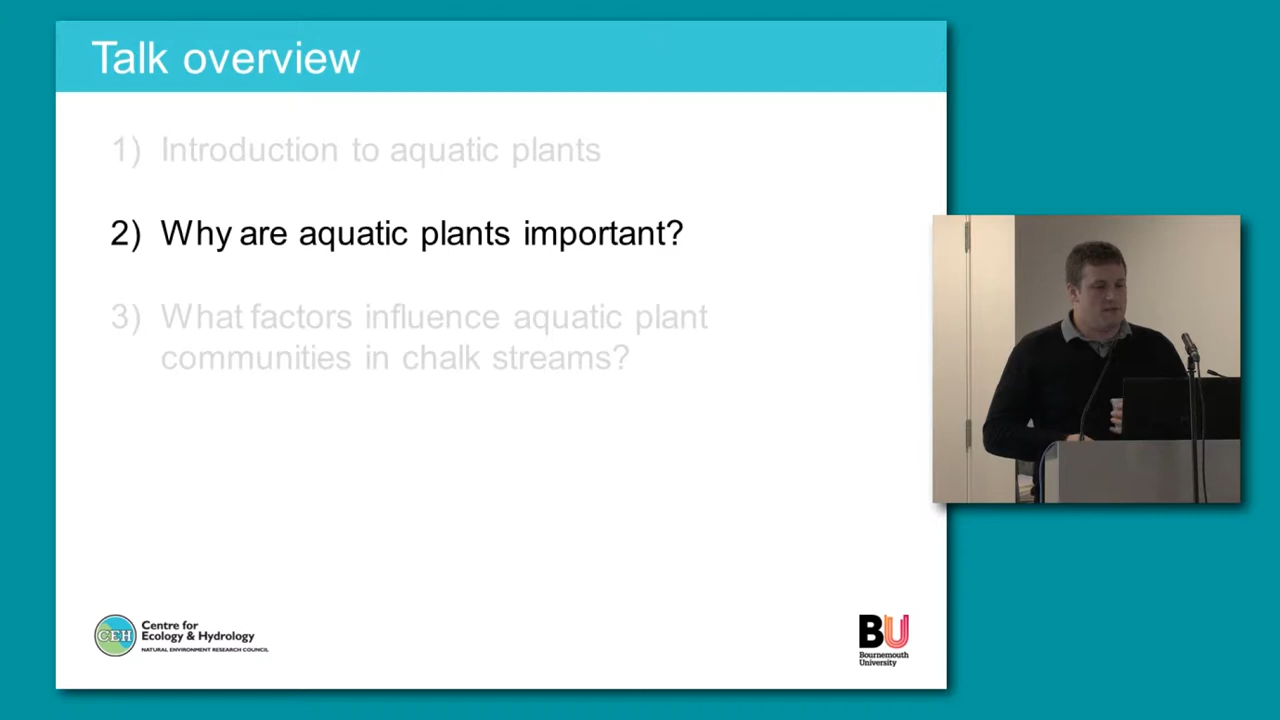 Talk overview
1) Introduction to aquatic plants
2) Why are aquatic plants important?
3) What factors influence aquatic plant
communities in chalk streams?
CEH
Centre for
Ecology & Hydrology
NATURAL ENVIRONMENT RESEARCH COUNCIL
BU
Bournemouth
University